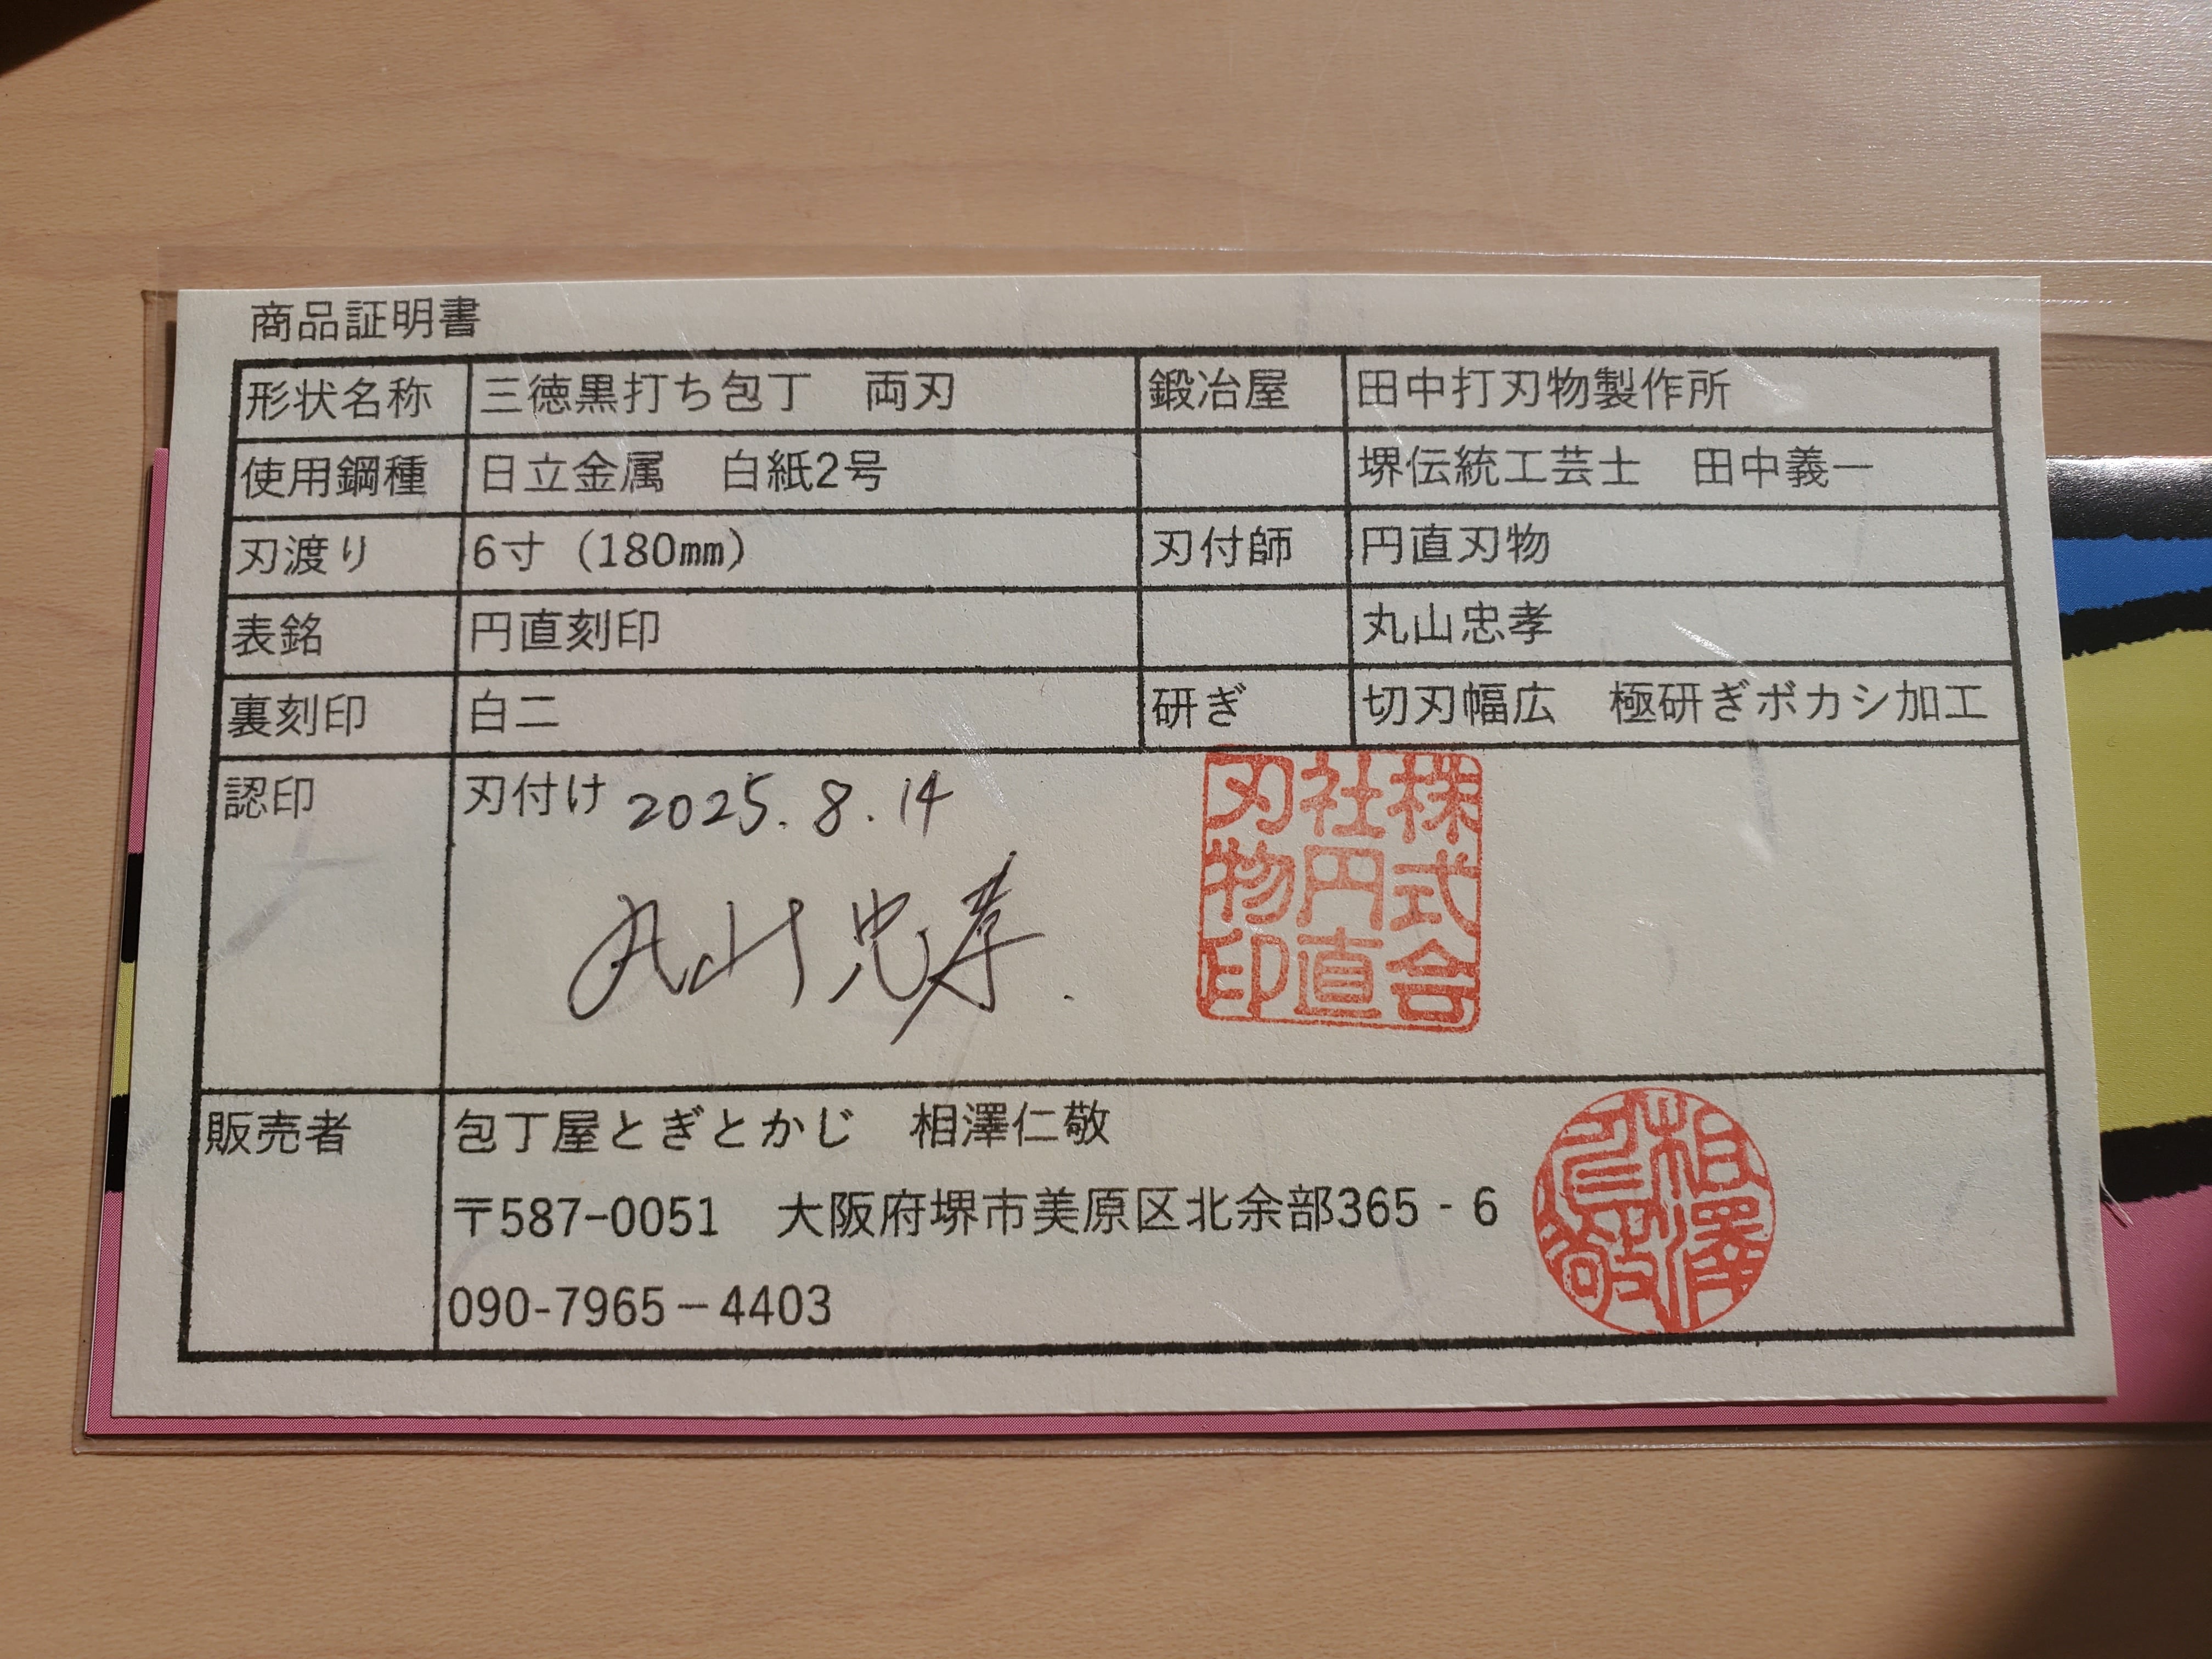 商品証明書
形状名称 三徳黒打ち包丁　両刃 鍛冶屋 田中打刃物製作所
使用鋼種 日立金属　白紙2号 堺伝統工芸士　田中義一
刃渡り 6寸（180㎜） 刃付師 円直刃物
表銘 円直刻印 丸山忠孝
裏刻印 白二 研ぎ 切刃幅広　極研ぎボカシ加工
認印 刃付け 2025.8.14
丸山忠孝.
株式会社円直刃物印
販売者 包丁屋とぎとかじ　相澤仁敬
〒587-0051　大阪府堺市美原区北余部365‐6
090-7965－4403
相澤仁敬